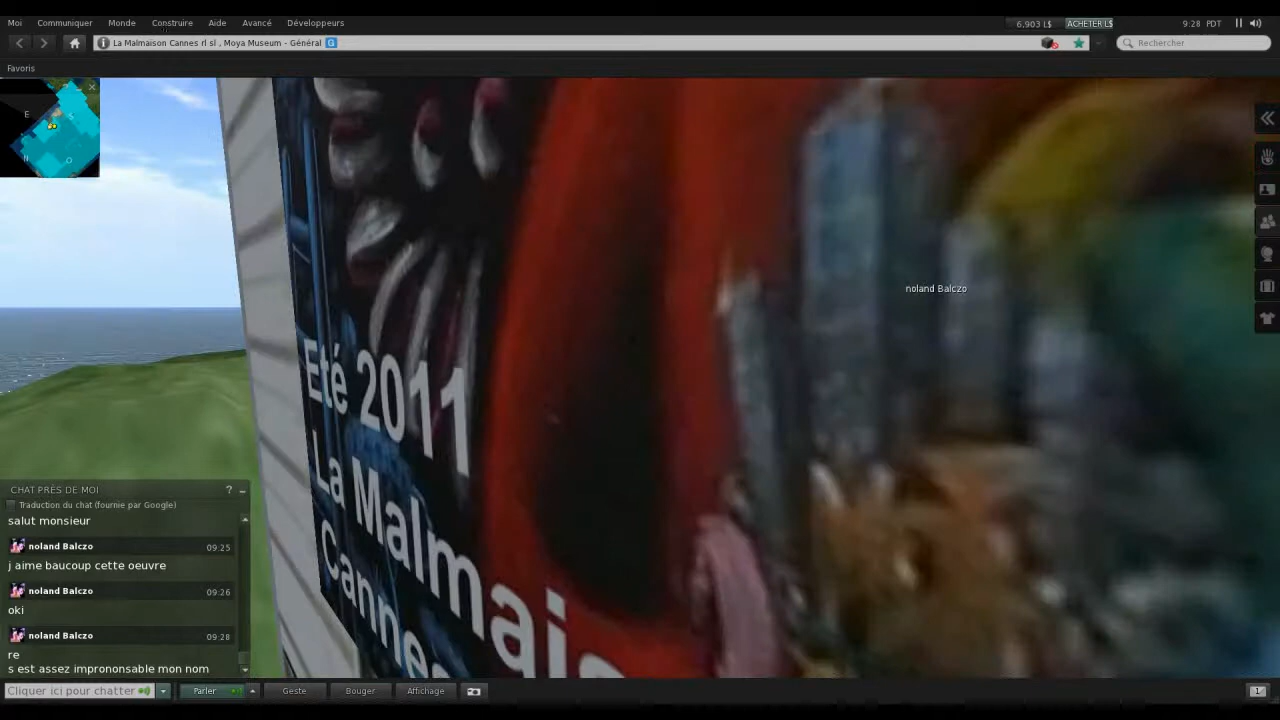 Moi Communiquer Monde Construire Aide Avancé Développeurs 6,903 L$ ACHETER L$ 9:28 PDT
La Malmaison Cannes rl sl , Moya Museum - Général G Rechercher
Favoris
E
S
N
O
noland Balczo
Eté 2011
La Malmais
Cannes
CHAT PRÈS DE MOI ?
Traduction du chat (fournie par Google)
salut monsieur
noland Balczo 09:25
j aime baucoup cette oeuvre
noland Balczo 09:26
oki
noland Balczo 09:28
re
s est assez imprononsable mon nom
Cliquer ici pour chatter Parler Geste Bouger Affichage 1